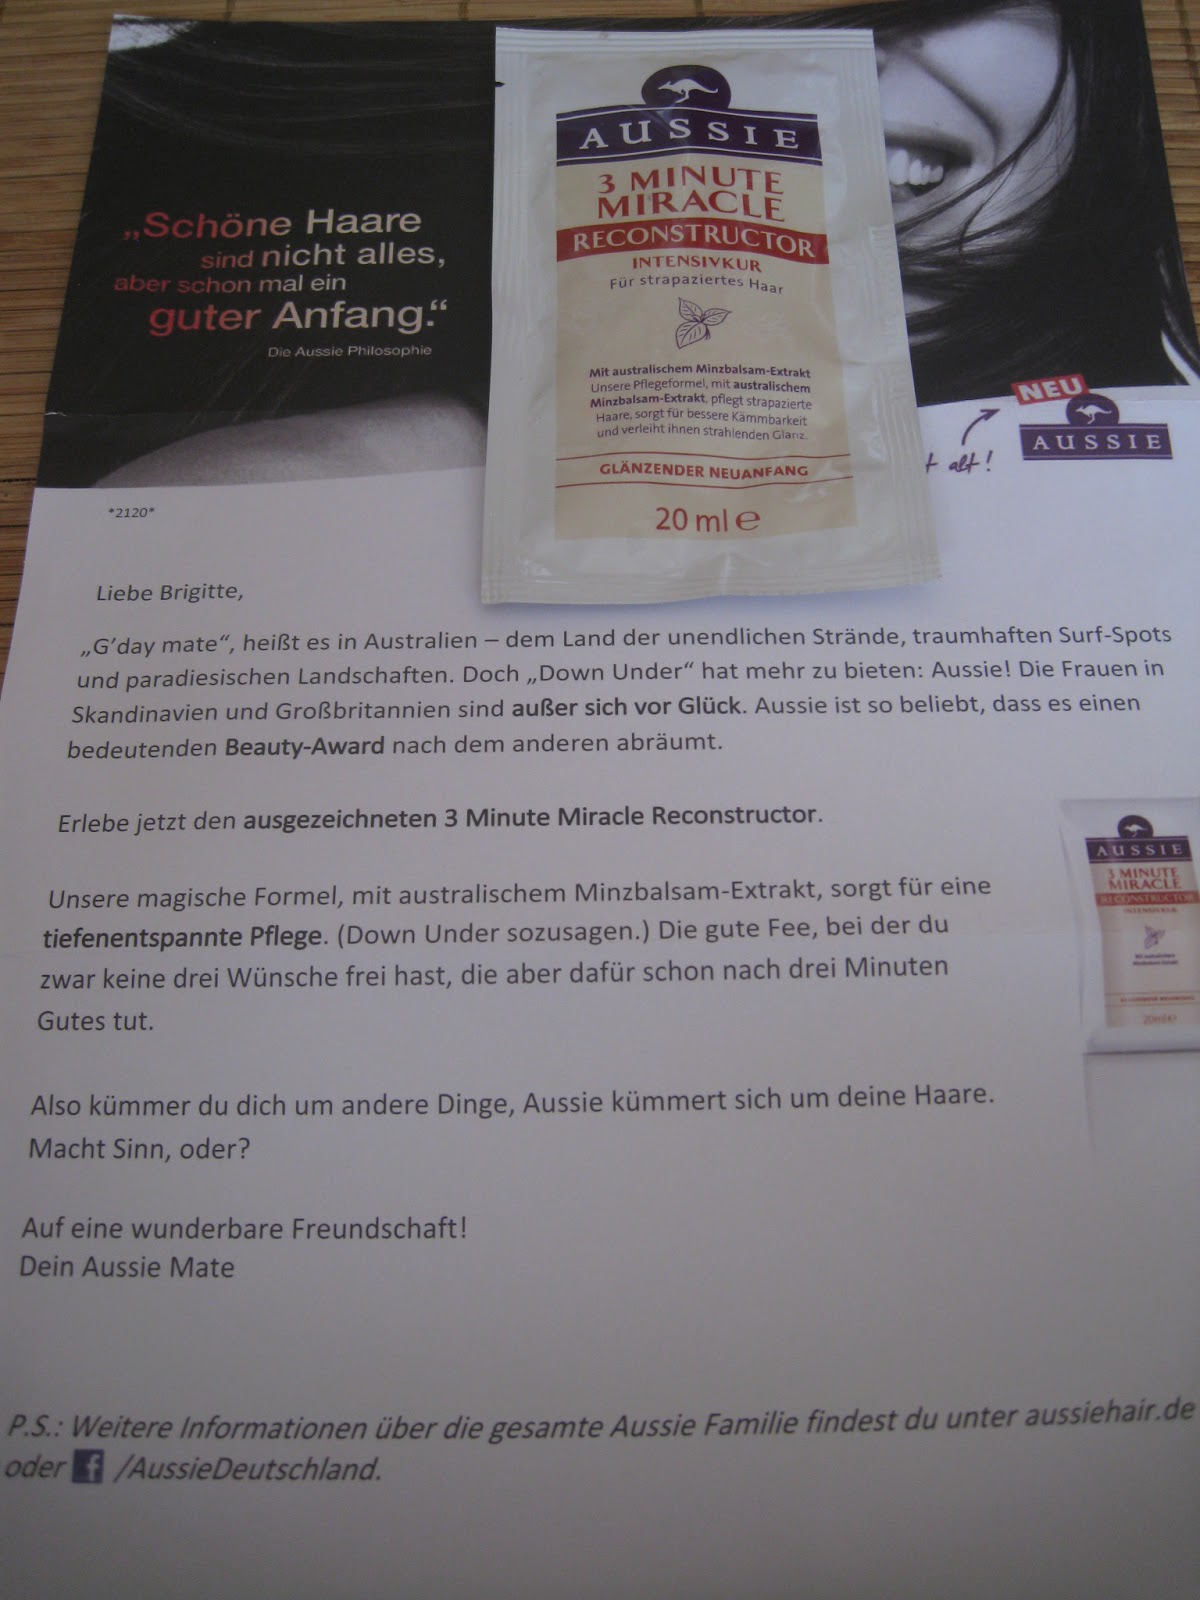 „Schöne Haare
sind nicht alles,
aber schon mal ein
guter Anfang.“
Die Aussie Philosophie
AUSSIE
3 MINUTE
MIRACLE
RECONSTRUCTOR
INTENSIVKUR
Für strapaziertes Haar
Mit australischem Minzbalsam-Extrakt
Unsere Pflegeformel, mit australischem
Minzbalsam-Extrakt, pflegt strapazierte
Haare, sorgt für bessere Kämmbarkeit
und verleiht ihnen strahlenden Glanz.
GLÄNZENDER NEUANFANG
20 ml e
NEU
AUSSIE
alt!
*2120*
Liebe Brigitte,
„G’day mate“, heißt es in Australien – dem Land der unendlichen Strände, traumhaften Surf-Spots
und paradiesischen Landschaften. Doch „Down Under“ hat mehr zu bieten: Aussie! Die Frauen in
Skandinavien und Großbritannien sind außer sich vor Glück. Aussie ist so beliebt, dass es einen
bedeutenden Beauty-Award nach dem anderen abräumt.
Erlebe jetzt den ausgezeichneten 3 Minute Miracle Reconstructor.
Unsere magische Formel, mit australischem Minzbalsam-Extrakt, sorgt für eine
tiefenentspannte Pflege. (Down Under sozusagen.) Die gute Fee, bei der du
zwar keine drei Wünsche frei hast, die aber dafür schon nach drei Minuten
Gutes tut.
AUSSIE
3 MINUTE
MIRACLE
RECONSTRUCTOR
INTENSIVKUR
20ml e
Also kümmer du dich um andere Dinge, Aussie kümmert sich um deine Haare.
Macht Sinn, oder?
Auf eine wunderbare Freundschaft!
Dein Aussie Mate
P.S.: Weitere Informationen über die gesamte Aussie Familie findest du unter aussiehair.de
oder f /AussieDeutschland.